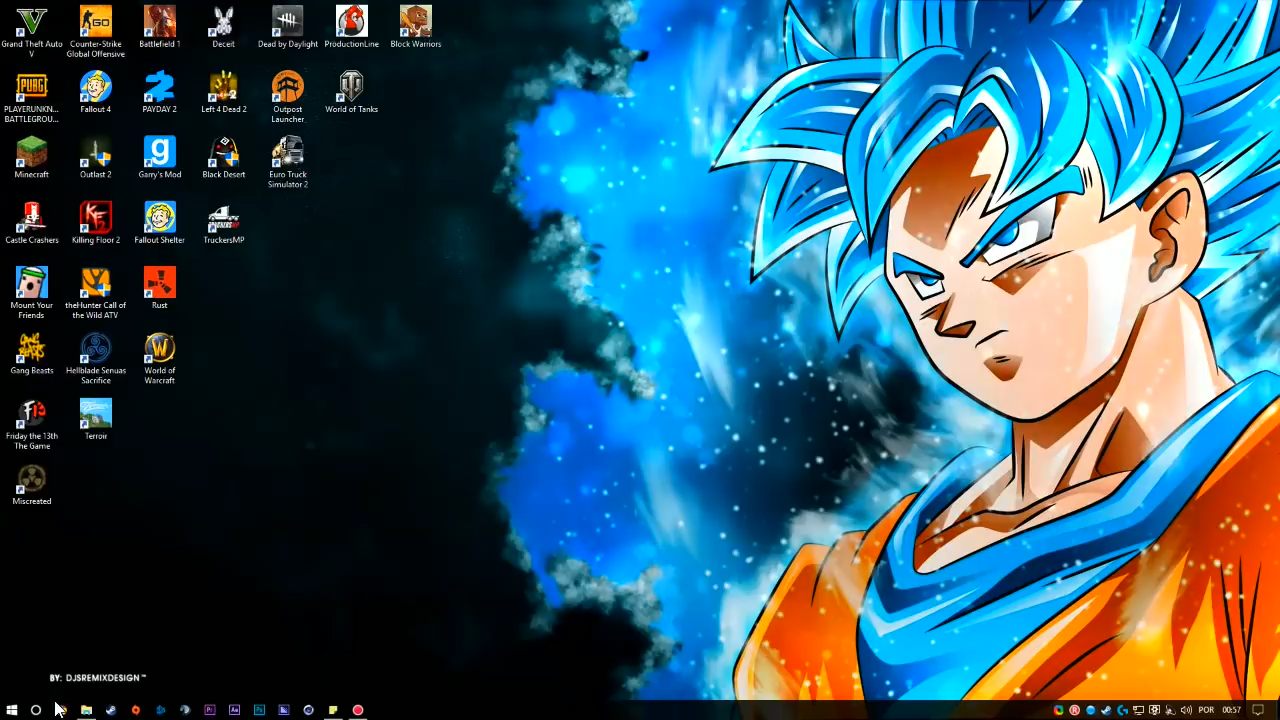 Grand Theft Auto V
Counter-Strike Global Offensive
Battlefield 1
Deceit
Dead by Daylight
ProductionLine
Block Warriors
PLAYERUNKN... BATTLEGROU...
Fallout 4
PAYDAY 2
Left 4 Dead 2
Outpost Launcher
World of Tanks
Minecraft
Outlast 2
Garry's Mod
Black Desert
Euro Truck Simulator 2
Castle Crashers
Killing Floor 2
Fallout Shelter
TruckersMP
Mount Your Friends
theHunter Call of the Wild ATV
Rust
Gang Beasts
Hellblade Senuas Sacrifice
World of Warcraft
Friday the 13th The Game
Terroir
Miscreated
BY: DJSREMIXDESIGN™
POR
00:57